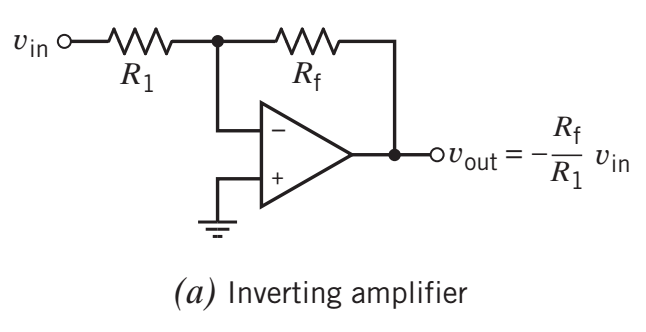 v_in R_1 R_f
−
+
v_out = − R_f / R_1 v_in
(a) Inverting amplifier